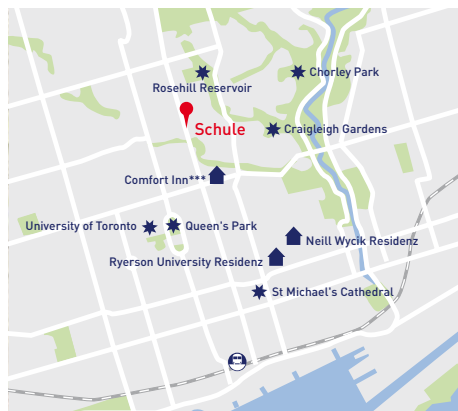 Chorley Park
Rosehill Reservoir
Schule
Craigleigh Gardens
Comfort Inn***
University of Toronto
Queen's Park
Neill Wycik Residenz
Ryerson University Residenz
St Michael's Cathedral